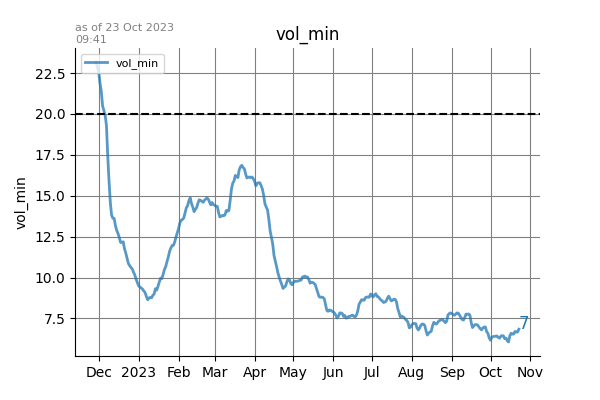 as of 23 Oct 2023
09:41
vol_min
vol_min
22.5
20.0
17.5
15.0
12.5
10.0
7.5
vol_min
7
Dec 2023 Feb Mar Apr May Jun Jul Aug Sep Oct Nov